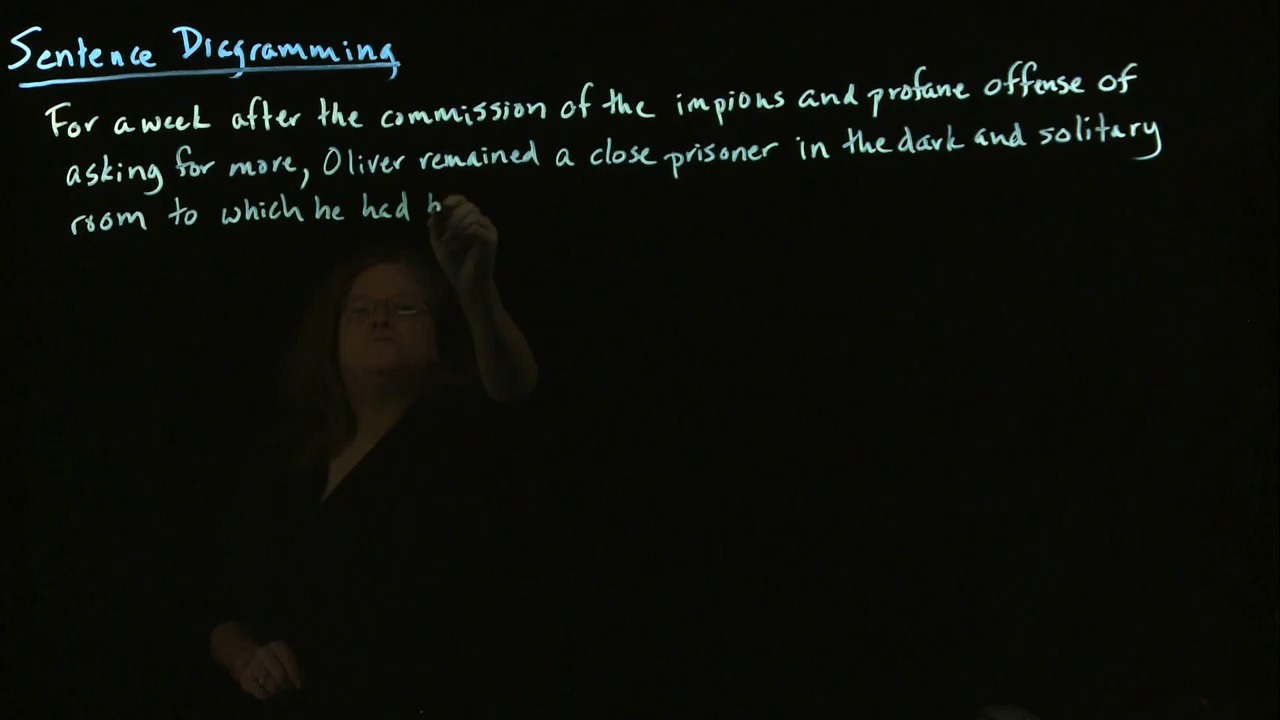 Sentence Diagramming
For a week after the commission of the impious and profane offense of
asking for more, Oliver remained a close prisoner in the dark and solitary
room to which he had b